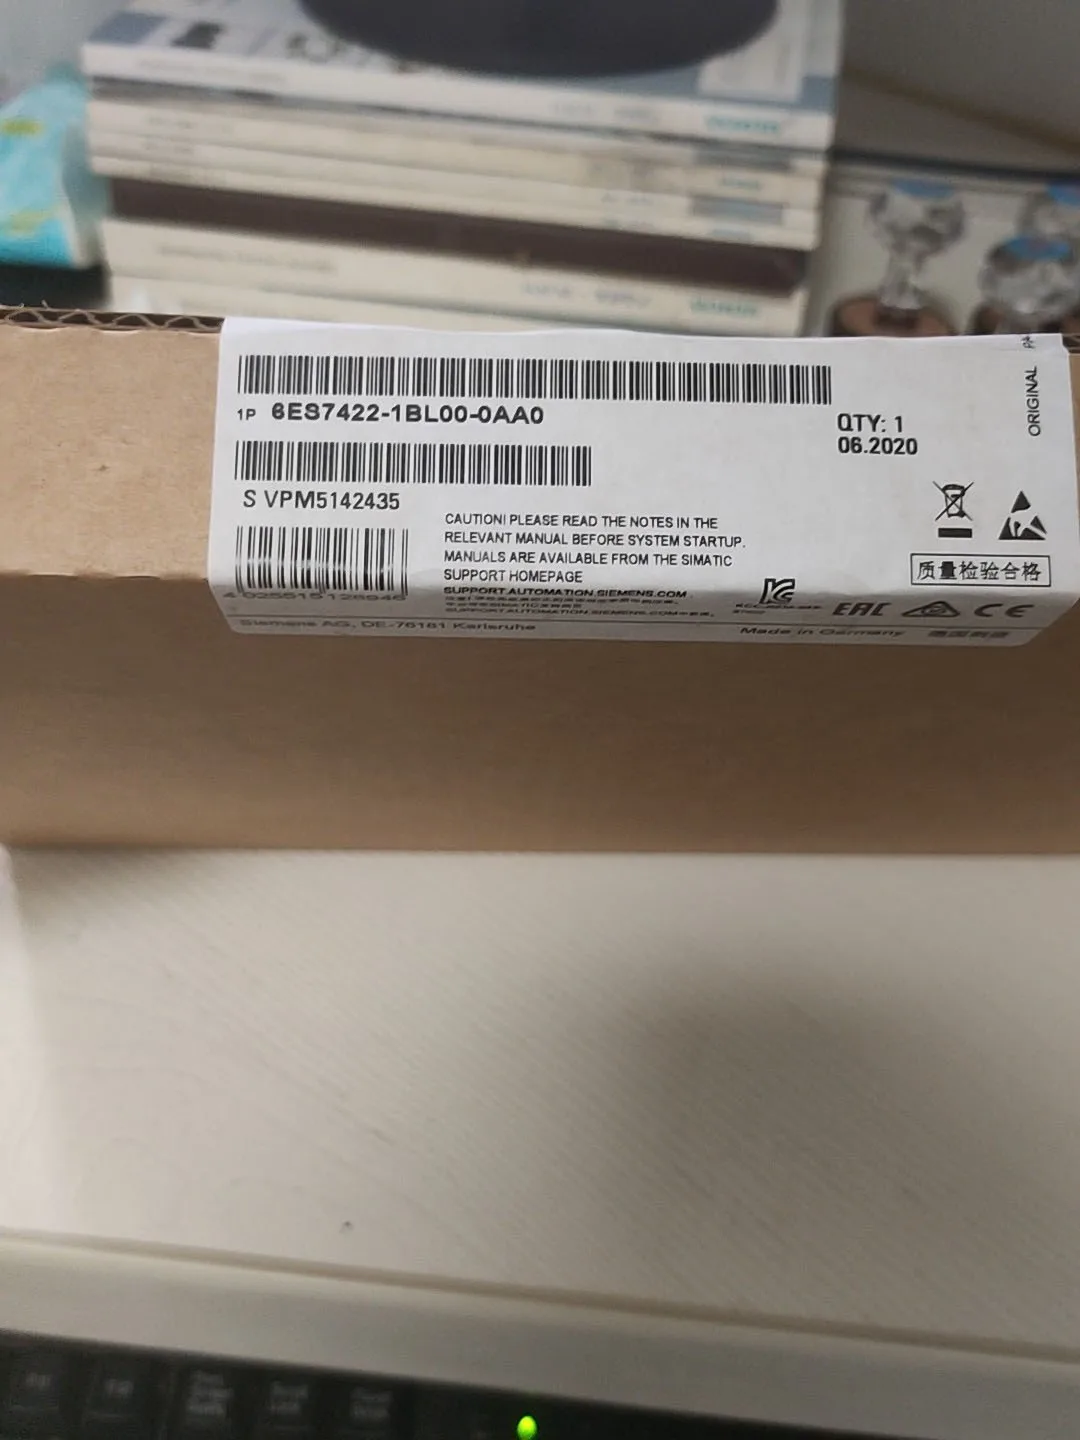 ORIGINAL
1P 6ES7422-1BL00-0AA0
QTY: 1
06.2020
S VPM5142435
CAUTION! PLEASE READ THE NOTES IN THE
RELEVANT MANUAL BEFORE SYSTEM STARTUP.
MANUALS ARE AVAILABLE FROM THE SIMATIC
SUPPORT HOMEPAGE
SUPPORT.AUTOMATION.SIEMENS.COM
质量检验合格
EAC
CE
Siemens AG, DE-76181 Karlsruhe
Made in Germany